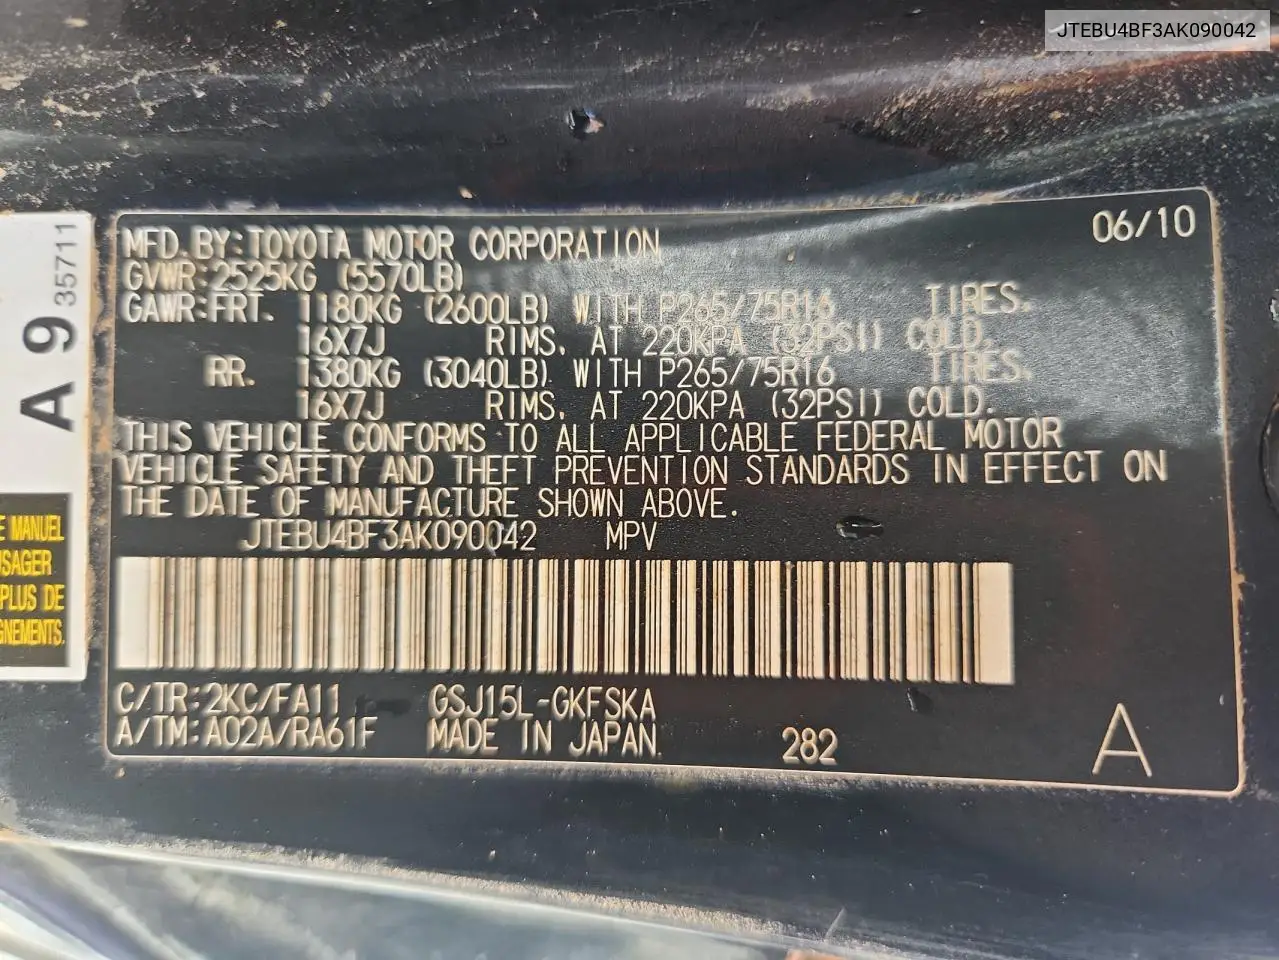 JTEBU4BF3AK090042
06/10
MFD. BY: TOYOTA MOTOR CORPORATION
GVWR: 2525KG (5570LB)
GAWR: FRT. 1180KG (2600LB) WITH P265/75R16 TIRES.
16X7J RIMS, AT 220KPA (32PSI) COLD.
RR. 1380KG (3040LB) WITH P265/75R16 TIRES.
16X7J RIMS, AT 220KPA (32PSI) COLD.
THIS VEHICLE CONFORMS TO ALL APPLICABLE FEDERAL MOTOR
VEHICLE SAFETY AND THEFT PREVENTION STANDARDS IN EFFECT ON
THE DATE OF MANUFACTURE SHOWN ABOVE.
JTEBU4BF3AK090042 MPV
C/TR: 2KC/FA11 GSJ15L-GKFSKA
A/TM: A02A/RA61F MADE IN JAPAN
282
A
A9 35711
MANUEL
PLUS DE